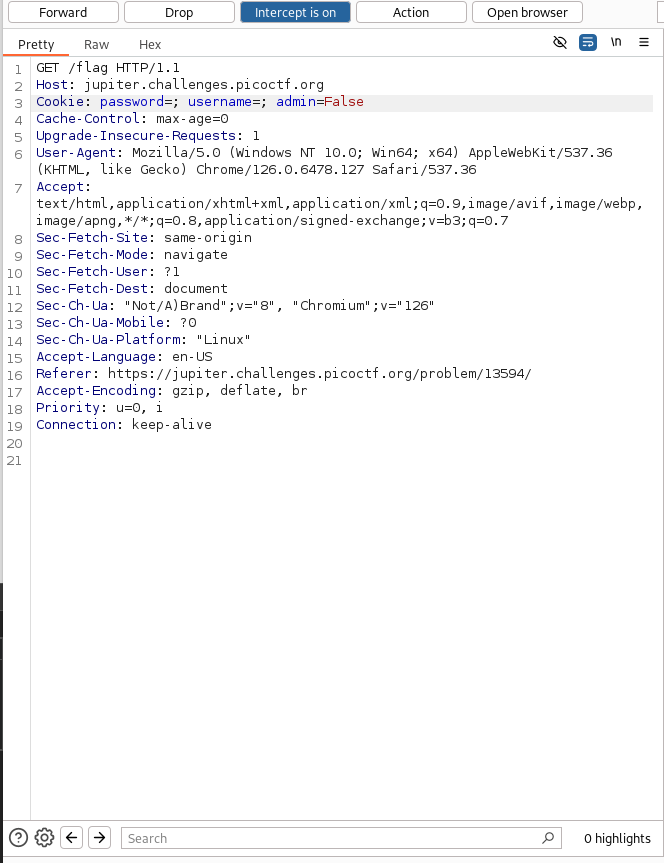 Forward Drop Intercept is on Action Open browser
Pretty Raw Hex \n
1 GET /flag HTTP/1.1
2 Host: jupiter.challenges.picoctf.org
3 Cookie: password=; username=; admin=False
4 Cache-Control: max-age=0
5 Upgrade-Insecure-Requests: 1
6 User-Agent: Mozilla/5.0 (Windows NT 10.0; Win64; x64) AppleWebKit/537.36
(KHTML, like Gecko) Chrome/126.0.6478.127 Safari/537.36
7 Accept:
text/html,application/xhtml+xml,application/xml;q=0.9,image/avif,image/webp,
image/apng,*/*;q=0.8,application/signed-exchange;v=b3;q=0.7
8 Sec-Fetch-Site: same-origin
9 Sec-Fetch-Mode: navigate
10 Sec-Fetch-User: ?1
11 Sec-Fetch-Dest: document
12 Sec-Ch-Ua: "Not/A)Brand";v="8", "Chromium";v="126"
13 Sec-Ch-Ua-Mobile: ?0
14 Sec-Ch-Ua-Platform: "Linux"
15 Accept-Language: en-US
16 Referer: https://jupiter.challenges.picoctf.org/problem/13594/
17 Accept-Encoding: gzip, deflate, br
18 Priority: u=0, i
19 Connection: keep-alive
20
21
Search 0 highlights